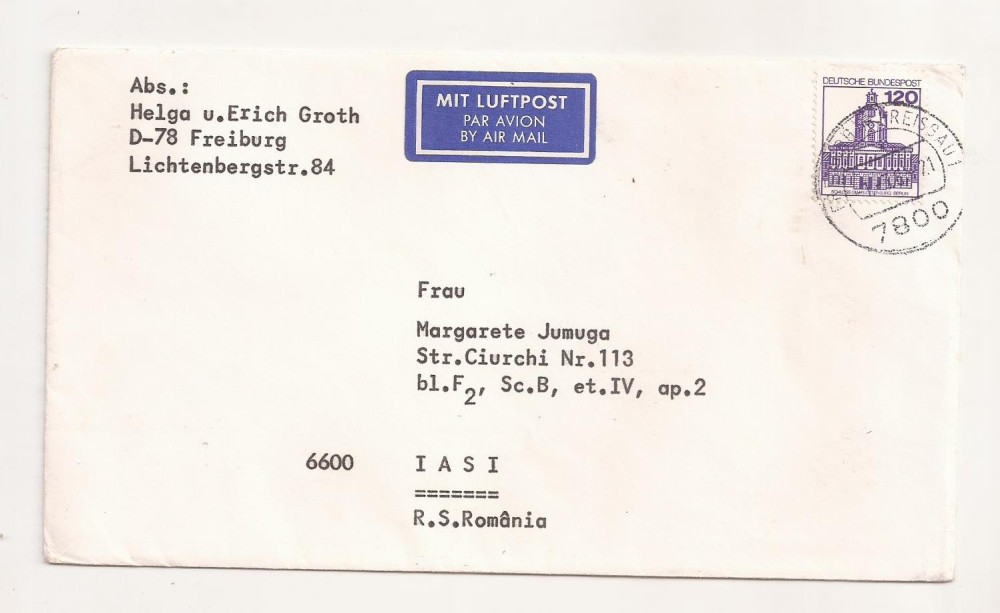 Abs.:
Helga u.Erich Groth
D-78 Freiburg
Lichtenbergstr.84
MIT LUFTPOST
PAR AVION
BY AIR MAIL
DEUTSCHE BUNDESPOST
120
7800
Frau
Margarete Jumuga
Str.Ciurchi Nr.113
bl.F2, Sc.B, et.IV, ap.2
6600 I A S I
=======
R.S.România